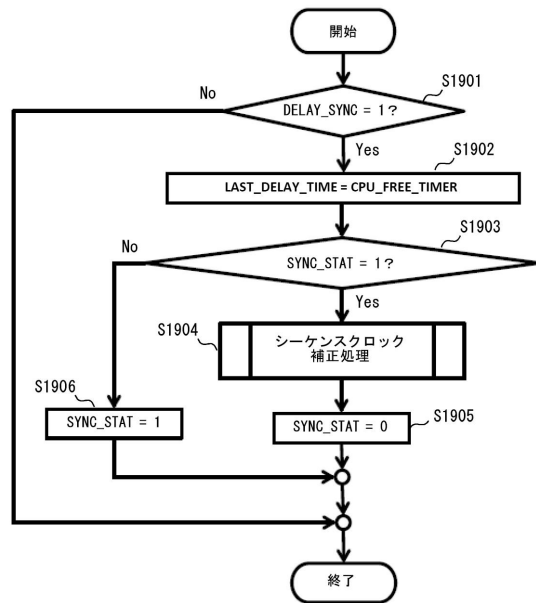 開始
S1901
No
DELAY_SYNC = 1?
Yes
S1902
LAST_DELAY_TIME = CPU_FREE_TIMER
S1903
No
SYNC_STAT = 1?
Yes
S1904
シーケンスクロック
補正処理
S1906
SYNC_STAT = 1
SYNC_STAT = 0
S1905
終了